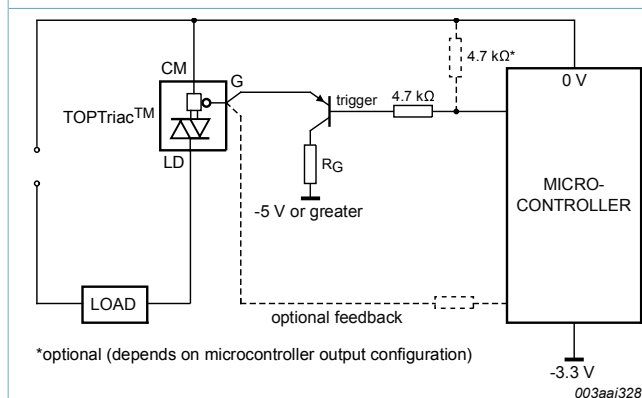 4.7 kΩ*
CM
G
0 V
TOPTriac™
trigger
4.7 kΩ
LD
RG
-5 V or greater
MICRO-
CONTROLLER
LOAD
optional feedback
*optional (depends on microcontroller output configuration)
-3.3 V
003aai328